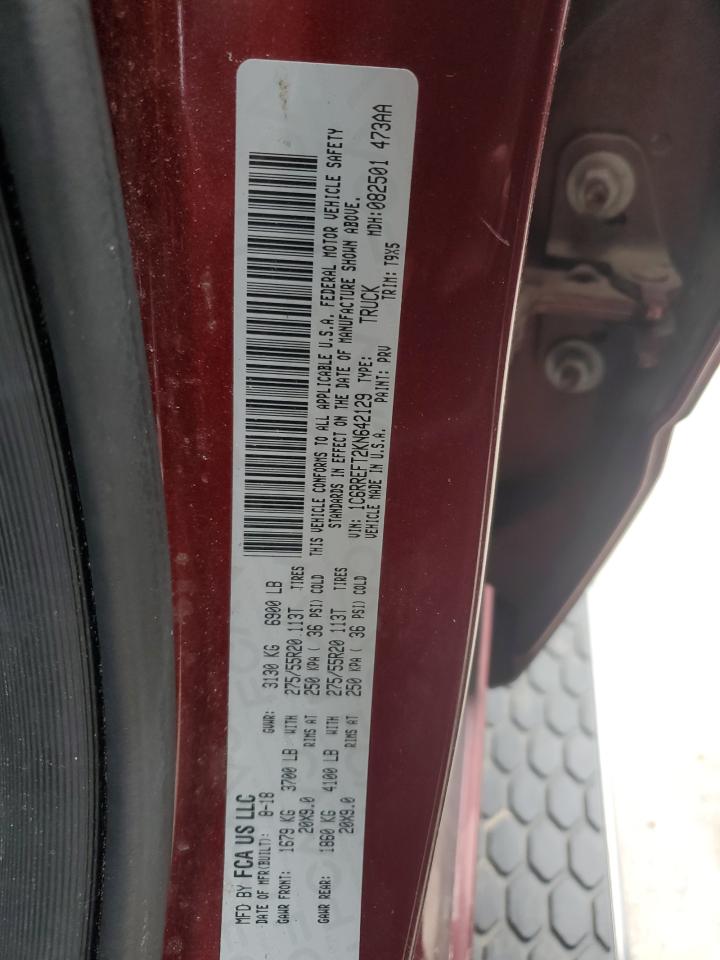 MFD BY FCA US LLC
DATE OF MFR(BUILT): 8-18 GVWR: 3130 KG 6900 LB
GAWR FRONT: 1679 KG 3700 LB WITH 275/55R20 113T TIRES
20X9.0 RIMS AT 250 KPA ( 36 PSI) COLD
GAWR REAR: 1860 KG 4100 LB WITH 275/55R20 113T TIRES
20X9.0 RIMS AT 250 KPA ( 36 PSI) COLD
THIS VEHICLE CONFORMS TO ALL APPLICABLE U.S.A. FEDERAL MOTOR VEHICLE SAFETY
STANDARDS IN EFFECT ON THE DATE OF MANUFACTURE SHOWN ABOVE.
VIN: 1C6RREFT2KN642129 TYPE: TRUCK MDH:082501 473AA
VEHICLE MADE IN U.S.A. PAINT: PRV TRIM: T9X5